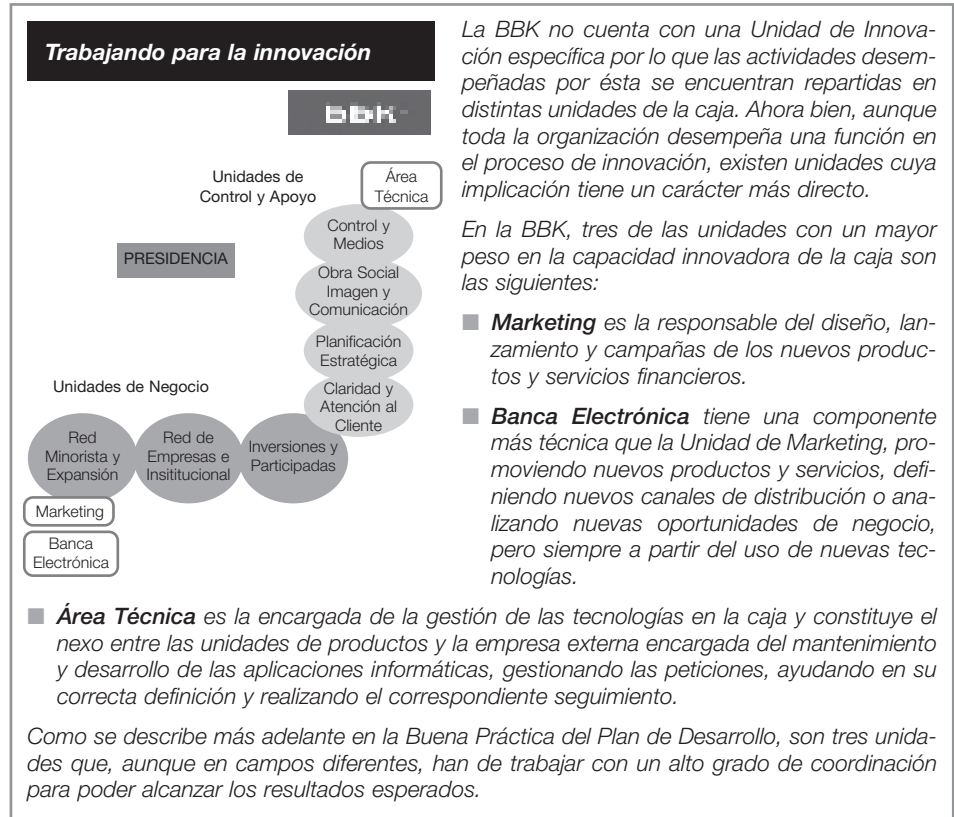 Trabajando para la innovación
bbk
Unidades de
Control y Apoyo
Área
Técnica
Control y
Medios
PRESIDENCIA
Obra Social
Imagen y
Comunicación
Planificación
Estratégica
Unidades de Negocio
Claridad y
Atención al
Cliente
Red
Minorista y
Expansión
Red de
Empresas e
Insititucional
Inversiones y
Participadas
Marketing
Banca
Electrónica
La BBK no cuenta con una Unidad de Innova-
ción específica por lo que las actividades desem-
peñadas por ésta se encuentran repartidas en
distintas unidades de la caja. Ahora bien, aunque
toda la organización desempeña una función en
el proceso de innovación, existen unidades cuya
implicación tiene un carácter más directo.
En la BBK, tres de las unidades con un mayor
peso en la capacidad innovadora de la caja son
las siguientes:
Marketing es la responsable del diseño, lan-
zamiento y campañas de los nuevos produc-
tos y servicios financieros.
Banca Electrónica tiene una componente
más técnica que la Unidad de Marketing, pro-
moviendo nuevos productos y servicios, defi-
niendo nuevos canales de distribución o ana-
lizando nuevas oportunidades de negocio,
pero siempre a partir del uso de nuevas tec-
nologías.
Área Técnica es la encargada de la gestión de las tecnologías en la caja y constituye el
nexo entre las unidades de productos y la empresa externa encargada del mantenimiento
y desarrollo de las aplicaciones informáticas, gestionando las peticiones, ayudando en su
correcta definición y realizando el correspondiente seguimiento.
Como se describe más adelante en la Buena Práctica del Plan de Desarrollo, son tres unida-
des que, aunque en campos diferentes, han de trabajar con un alto grado de coordinación
para poder alcanzar los resultados esperados.